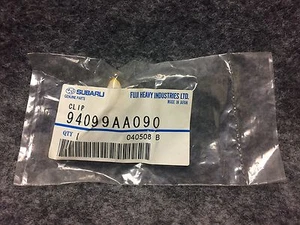 SUBARU
GENUINE PARTS
FUJI HEAVY INDUSTRIES LTD.
MADE IN JAPAN
CLIP
94099AA090
QTY 1
040508 B